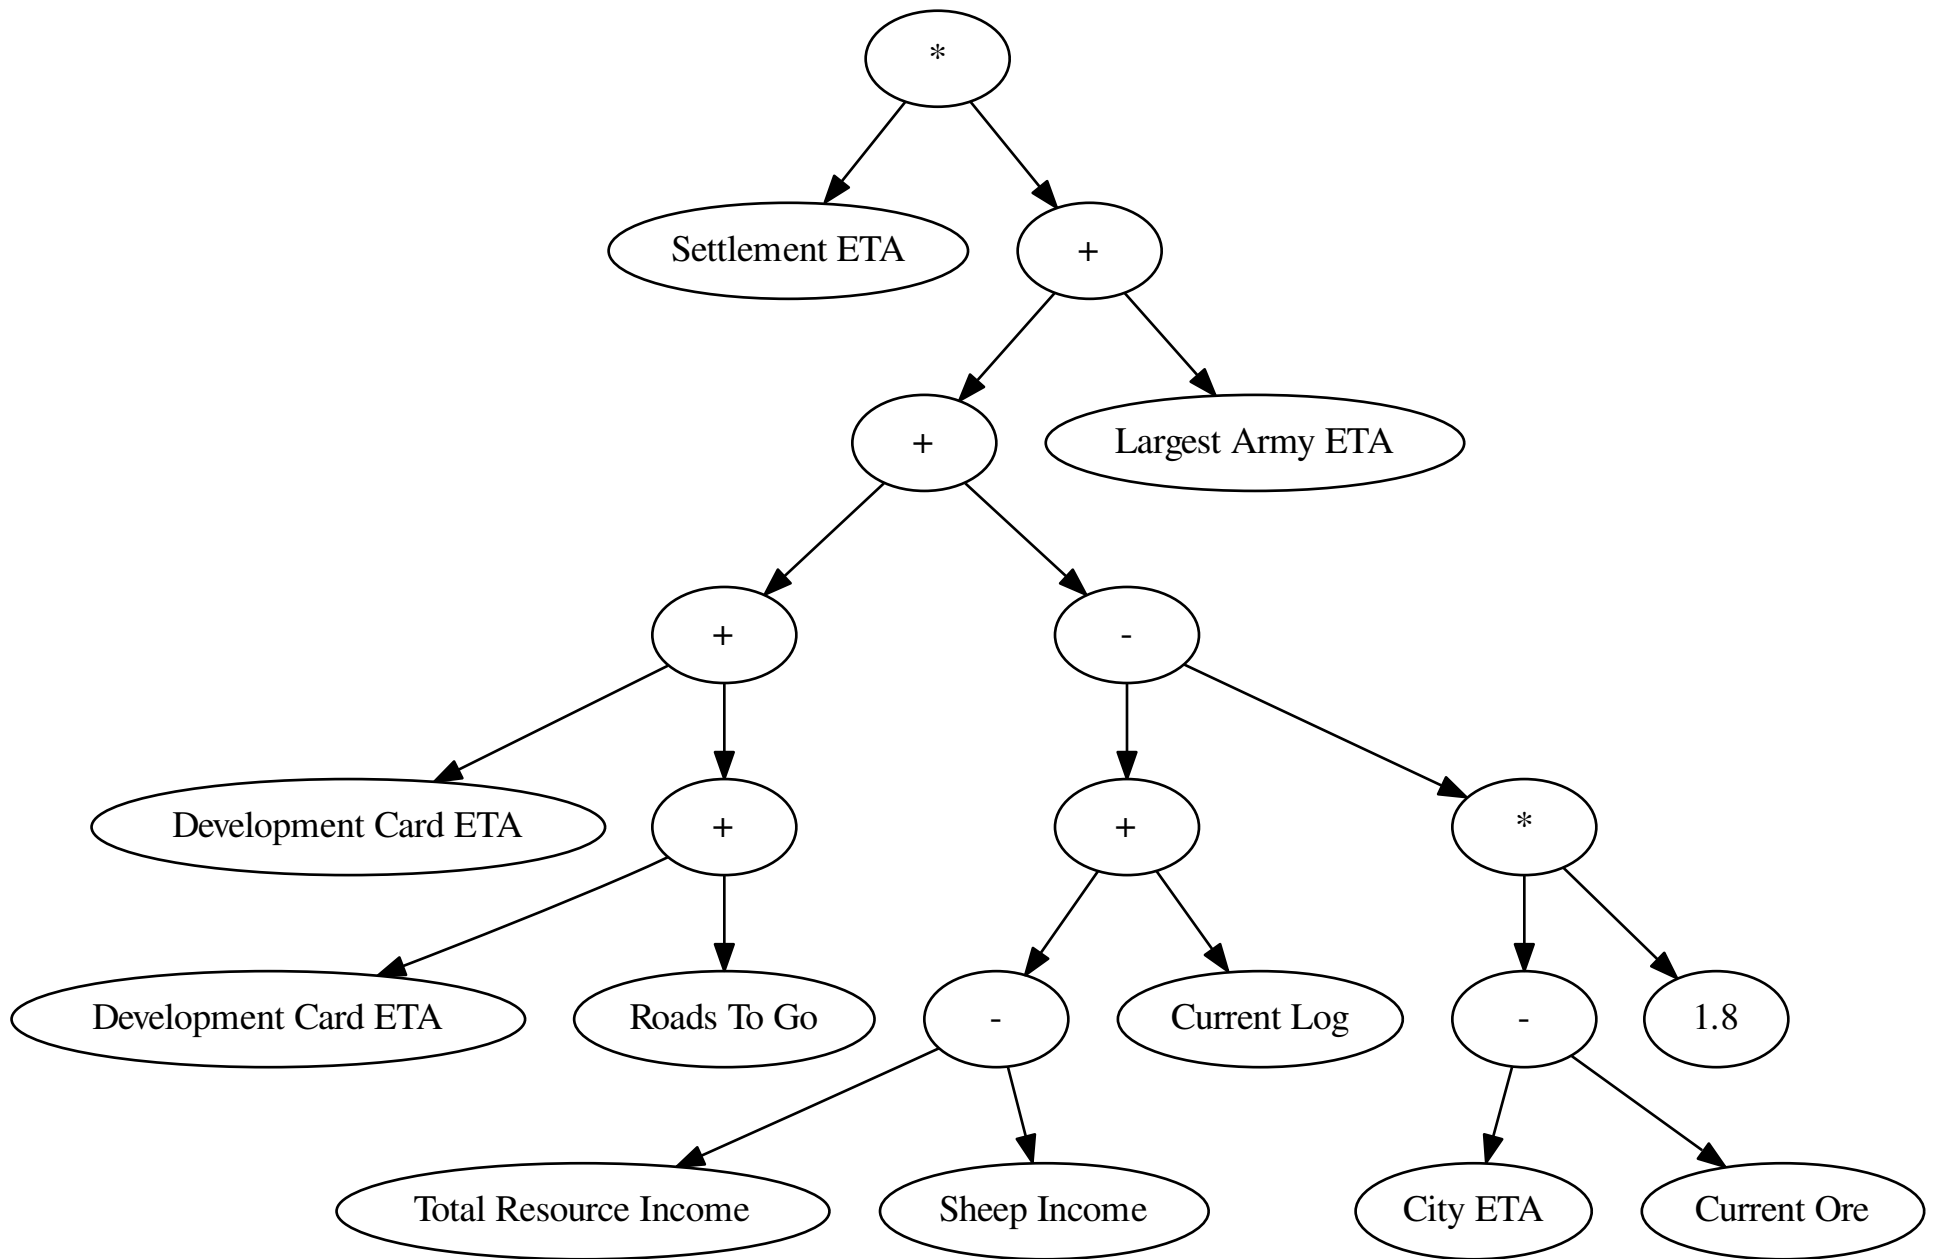 *
Settlement ETA
+
+
Largest Army ETA
+
-
Development Card ETA
+
+
*
Development Card ETA
Roads To Go
-
Current Log
-
1.8
Total Resource Income
Sheep Income
City ETA
Current Ore